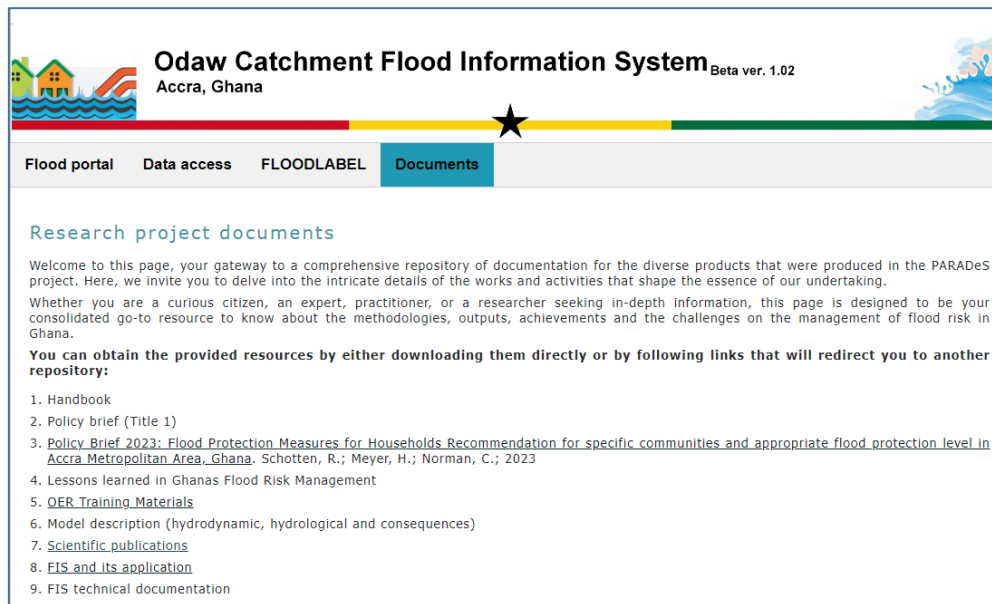 Odaw Catchment Flood Information System Beta ver. 1.02
Accra, Ghana
Flood portal Data access FLOODLABEL Documents
Research project documents
Welcome to this page, your gateway to a comprehensive repository of documentation for the diverse products that were produced in the PARADeS
project. Here, we invite you to delve into the intricate details of the works and activities that shape the essence of our undertaking.
Whether you are a curious citizen, an expert, practitioner, or a researcher seeking in-depth information, this page is designed to be your
consolidated go-to resource to know about the methodologies, outputs, achievements and the challenges on the management of flood risk in
Ghana.
You can obtain the provided resources by either downloading them directly or by following links that will redirect you to another
repository:
1. Handbook
2. Policy brief (Title 1)
3. Policy Brief 2023: Flood Protection Measures for Households Recommendation for specific communities and appropriate flood protection level in
Accra Metropolitan Area, Ghana. Schotten, R.; Meyer, H.; Norman, C.; 2023
4. Lessons learned in Ghanas Flood Risk Management
5. OER Training Materials
6. Model description (hydrodynamic, hydrological and consequences)
7. Scientific publications
8. FIS and its application
9. FIS technical documentation